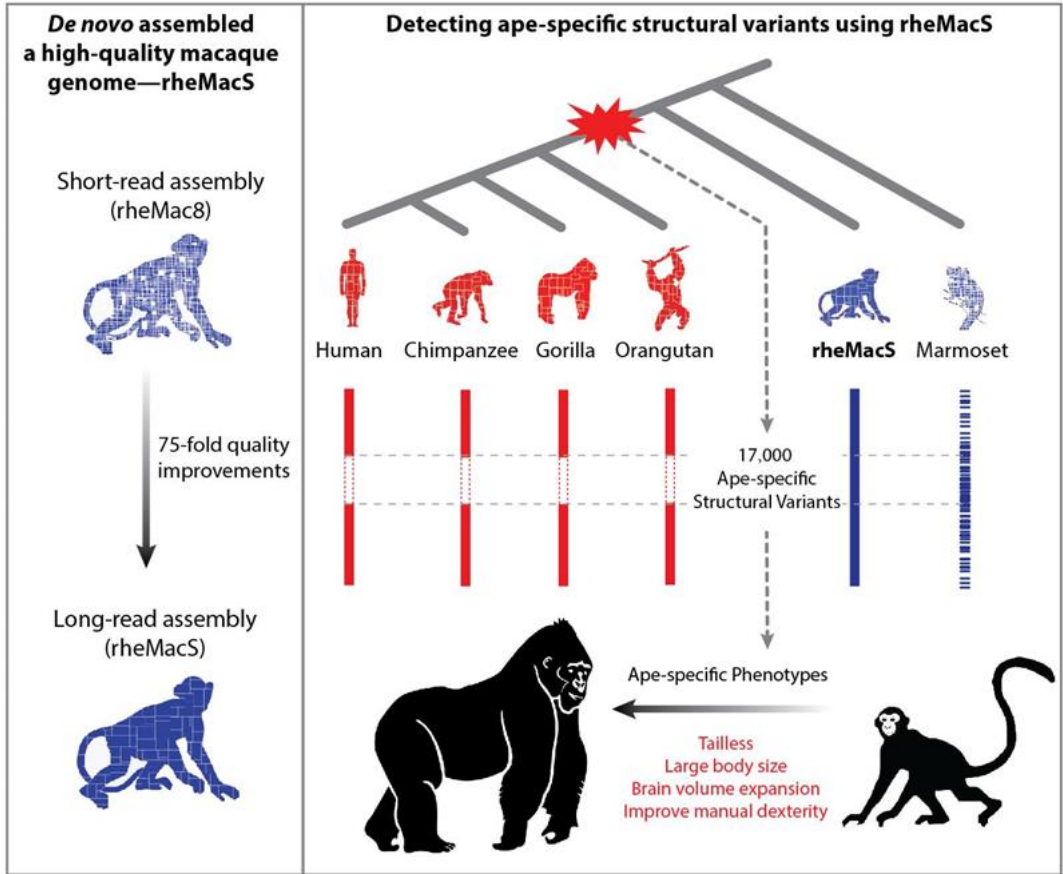 De novo assembled
a high-quality macaque
genome—rheMacS
Short-read assembly
(rheMac8)
75-fold quality
improvements
Long-read assembly
(rheMacS)
Detecting ape-specific structural variants using rheMacS
Human
Chimpanzee
Gorilla
Orangutan
rheMacS
Marmoset
17,000
Ape-specific
Structural Variants
Ape-specific Phenotypes
Tailless
Large body size
Brain volume expansion
Improve manual dexterity